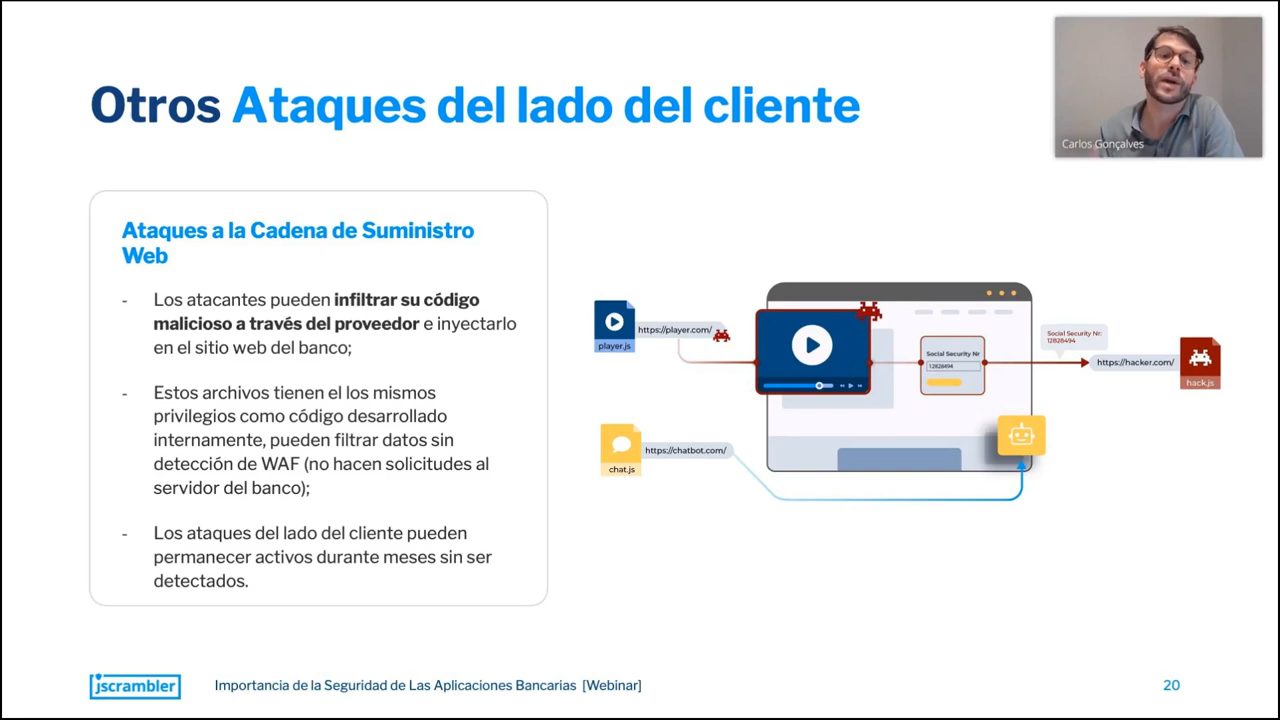 Otros Ataques del lado del cliente
Carlos Gonçalves
Ataques a la Cadena de Suministro
Web
- Los atacantes pueden infiltrar su código
malicioso a través del proveedor e inyectarlo
en el sitio web del banco;
- Estos archivos tienen el los mismos
privilegios como código desarrollado
internamente, pueden filtrar datos sin
detección de WAF (no hacen solicitudes al
servidor del banco);
- Los ataques del lado del cliente pueden
permanecer activos durante meses sin ser
detectados.
https://player.com/
player.js
https://chatbot.com/
chat.js
Social Security Nr
12828494
Social Security Nr:
12828494
https://hacker.com/
hack.js
jscrambler
Importancia de la Seguridad de Las Aplicaciones Bancarias [Webinar]
20